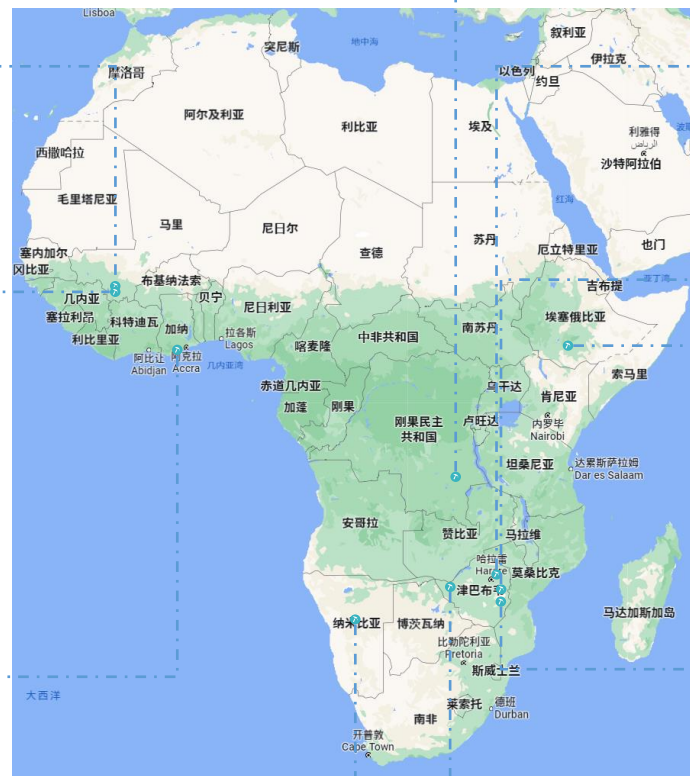 Lisboa
突尼斯
地中海
叙利亚
伊拉克
摩洛哥
以色列
约旦
阿尔及利亚
利比亚
埃及
利雅得
الرياض
西撒哈拉
沙特阿拉伯
毛里塔尼亚
红海
马里
尼日尔
苏丹
也门
塞内加尔
查德
厄立特里亚
冈比亚
布基纳法索
亚丁湾
吉布提
几内亚
贝宁
尼日利亚
埃塞俄比亚
塞拉利昂
科特迪瓦
加纳
拉各斯
Lagos
中非共和国
南苏丹
利比里亚
喀麦隆
阿比让
Abidjan
阿克拉
Accra
几内亚湾
索马里
赤道几内亚
乌干达
肯尼亚
加蓬
刚果
刚果民主
共和国
卢旺达
内罗毕
Nairobi
坦桑尼亚
达累斯萨拉姆
Dar es Salaam
安哥拉
赞比亚
马拉维
哈拉雷
Harare
莫桑比克
津巴布韦
马达加斯加岛
纳米比亚
博茨瓦纳
比勒陀利亚
Pretoria
斯威士兰
大西洋
莱索托
德班
Durban
南非
开普敦
Cape Town